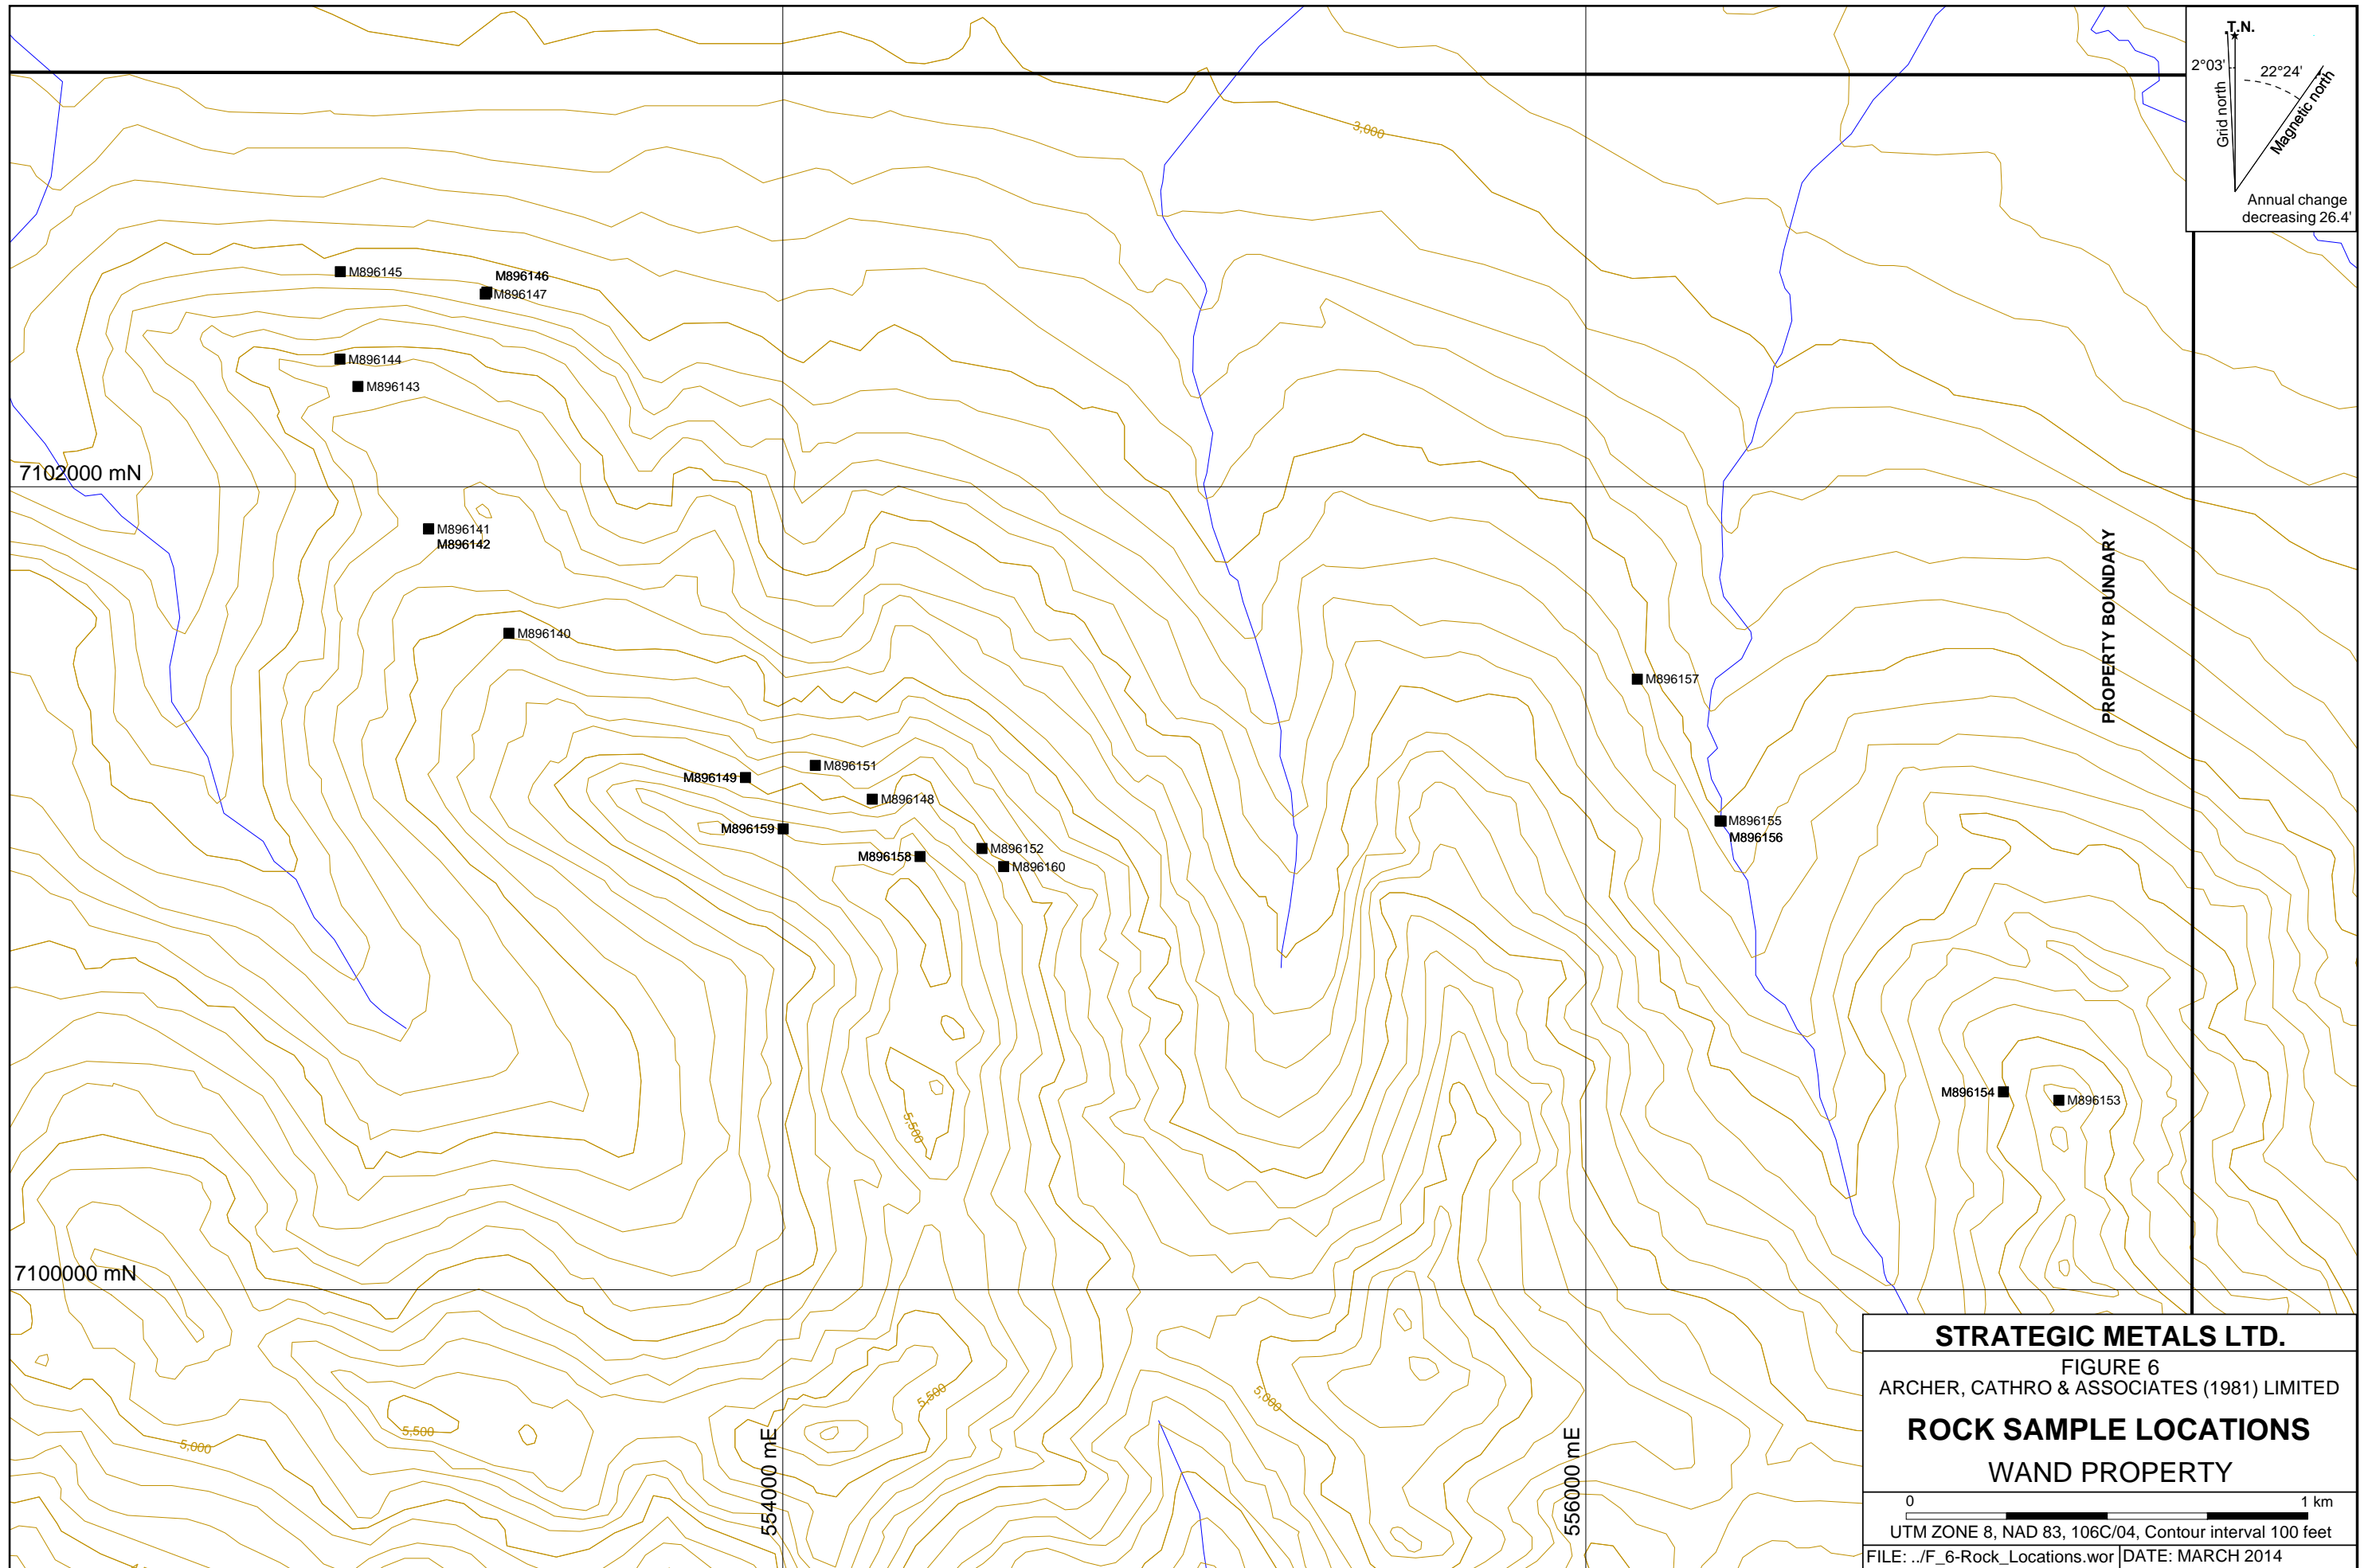 T.N.
2°03'
22°24'
Grid north
Magnetic north
Annual change
decreasing 26.4'
3,000
M896145
M896146
M896147
M896144
M896143
7102000 mN
M896141
M896142
M896140
M896157
PROPERTY BOUNDARY
M896151
M896149
M896148
M896159
M896155
M896156
M896152
M896158
M896160
M896154
M896153
5,500
7100000 mN
5,500
5,000
5,500
5,000
554000 mE
556000 mE
STRATEGIC METALS LTD.
FIGURE 6
ARCHER, CATHRO & ASSOCIATES (1981) LIMITED
ROCK SAMPLE LOCATIONS
WAND PROPERTY
0 1 km
UTM ZONE 8, NAD 83, 106C/04, Contour interval 100 feet
FILE: ../F_6-Rock_Locations.wor DATE: MARCH 2014